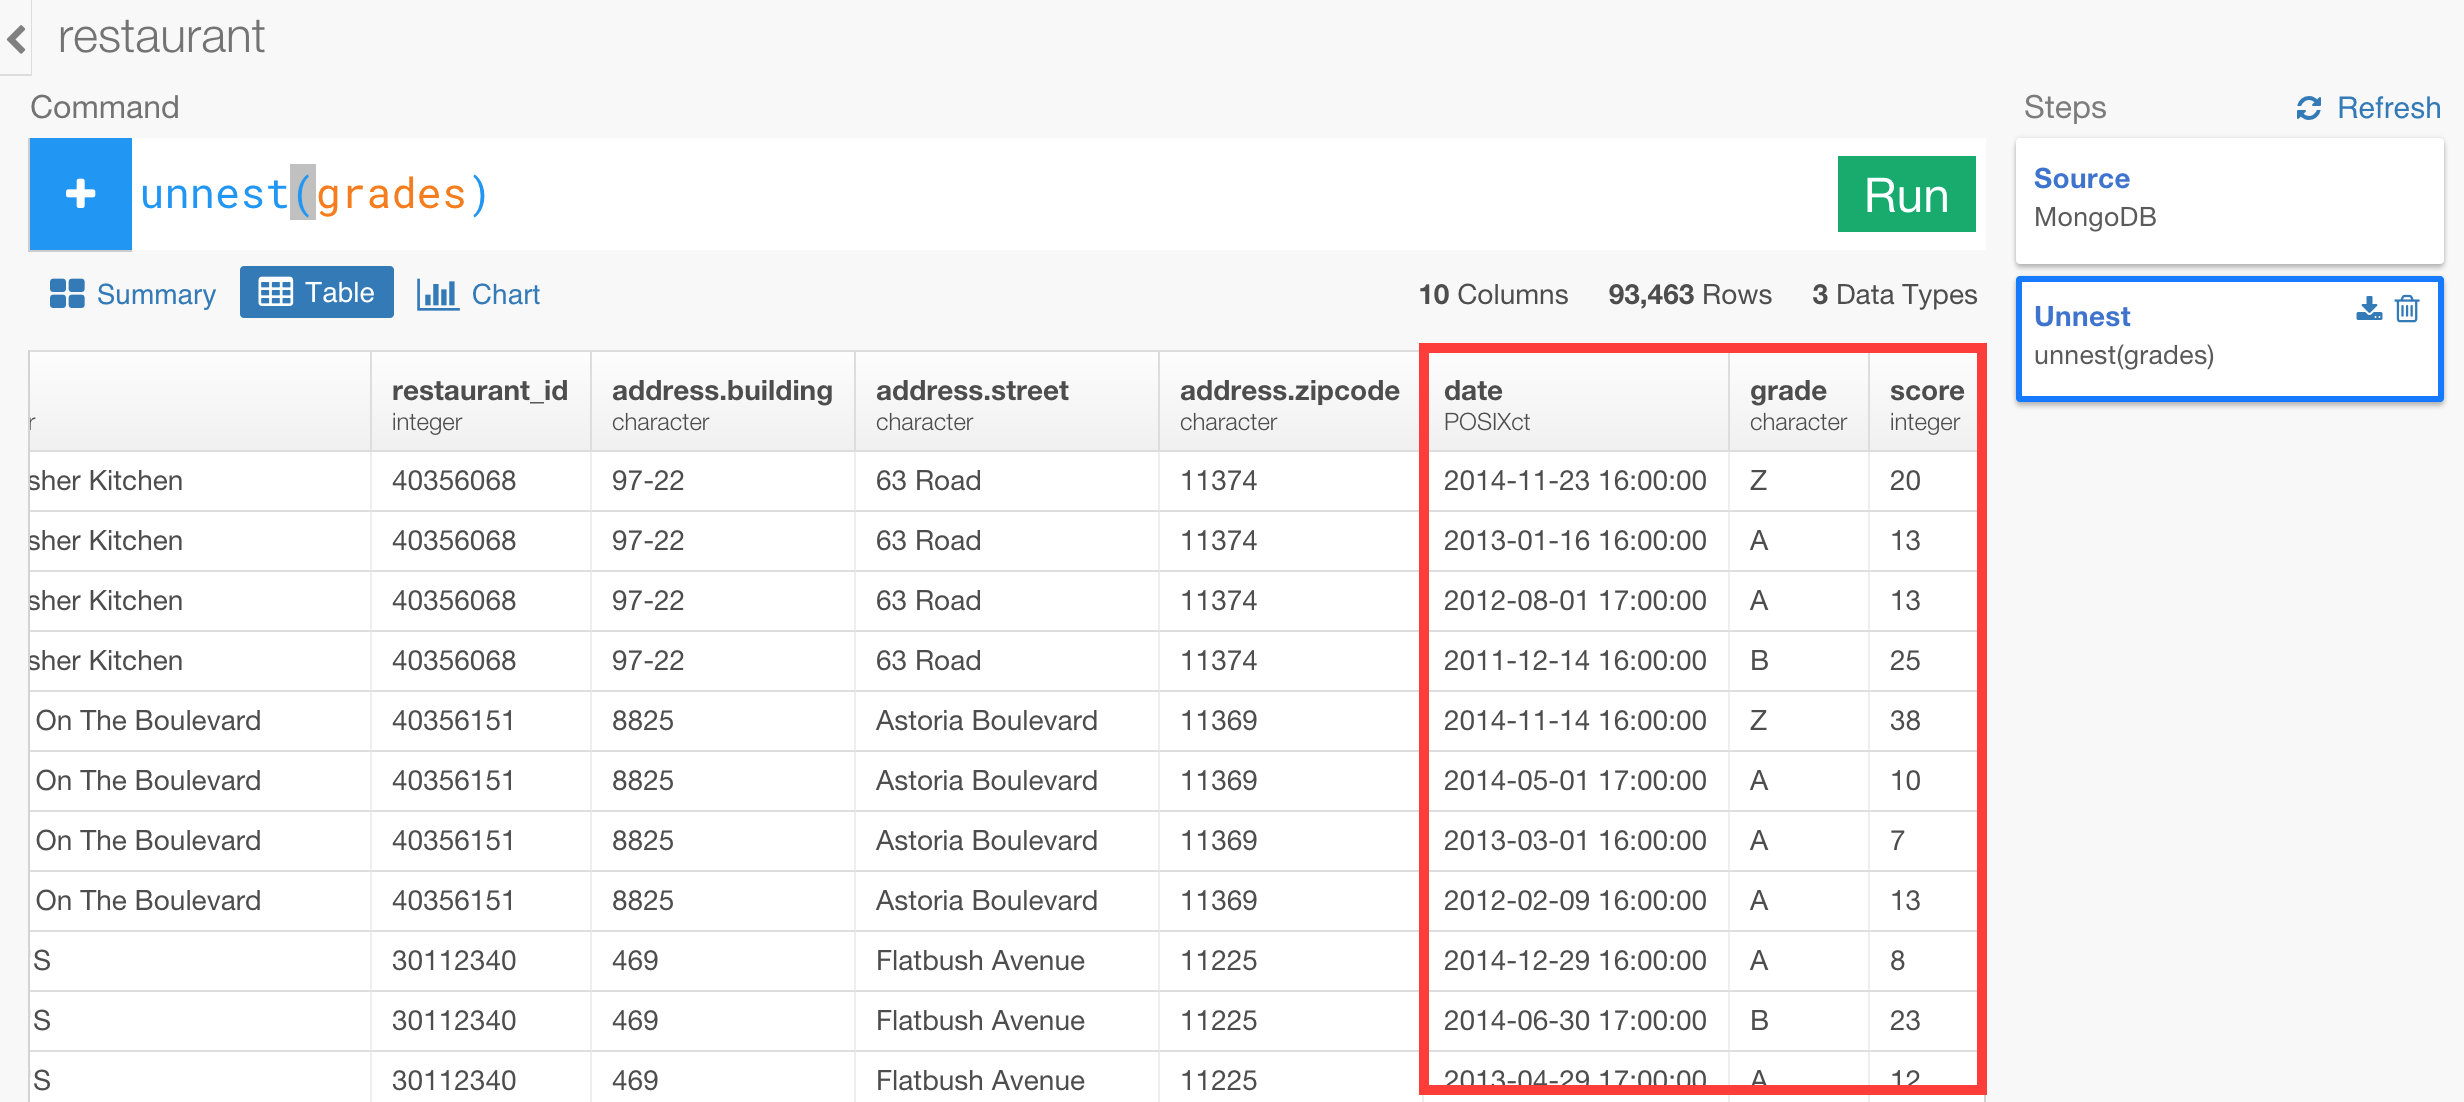 restaurant
Command
Steps Refresh
unnest(grades)
Run
Source
MongoDB
Summary Table Chart 10 Columns 93,463 Rows 3 Data Types
Unnest
unnest(grades)
restaurant_id address.building address.street address.zipcode date grade score
r integer character character character POSIXct character integer
sher Kitchen 40356068 97-22 63 Road 11374 2014-11-23 16:00:00 Z 20
sher Kitchen 40356068 97-22 63 Road 11374 2013-01-16 16:00:00 A 13
sher Kitchen 40356068 97-22 63 Road 11374 2012-08-01 17:00:00 A 13
sher Kitchen 40356068 97-22 63 Road 11374 2011-12-14 16:00:00 B 25
On The Boulevard 40356151 8825 Astoria Boulevard 11369 2014-11-14 16:00:00 Z 38
On The Boulevard 40356151 8825 Astoria Boulevard 11369 2014-05-01 17:00:00 A 10
On The Boulevard 40356151 8825 Astoria Boulevard 11369 2013-03-01 16:00:00 A 7
On The Boulevard 40356151 8825 Astoria Boulevard 11369 2012-02-09 16:00:00 A 13
S 30112340 469 Flatbush Avenue 11225 2014-12-29 16:00:00 A 8
S 30112340 469 Flatbush Avenue 11225 2014-06-30 17:00:00 B 23
S 30112340 469 Flatbush Avenue 11225 2013-04-29 17:00:00 A 12